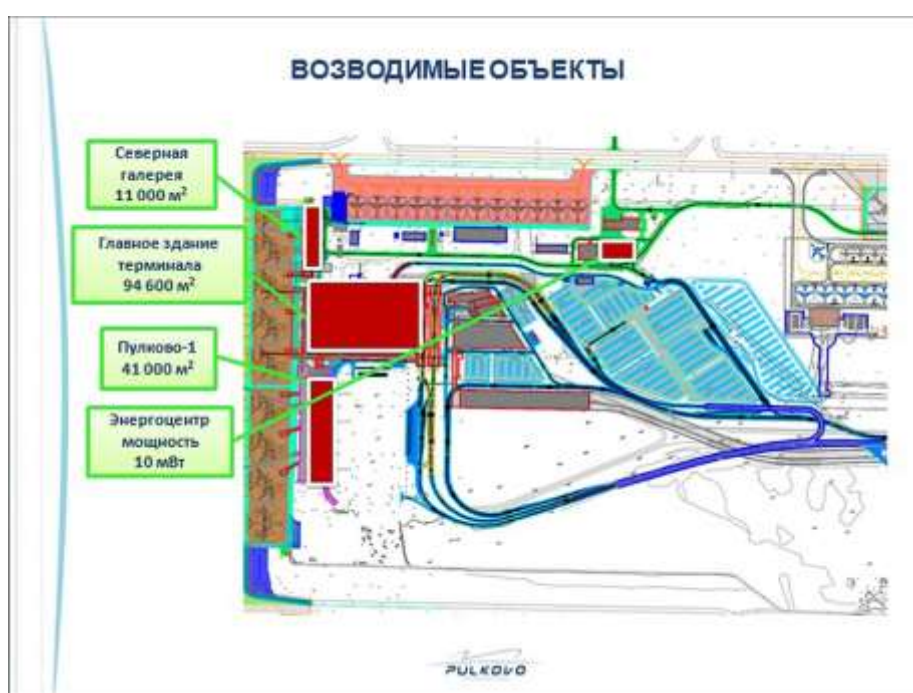 ВОЗВОДИМЫЕ ОБЪЕКТЫ
Северная
галерея
11 000 м²
Главное здание
терминала
94 600 м²
Пулково-1
41 000 м²
Энергоцентр
мощность
10 мВт
PULKOVO